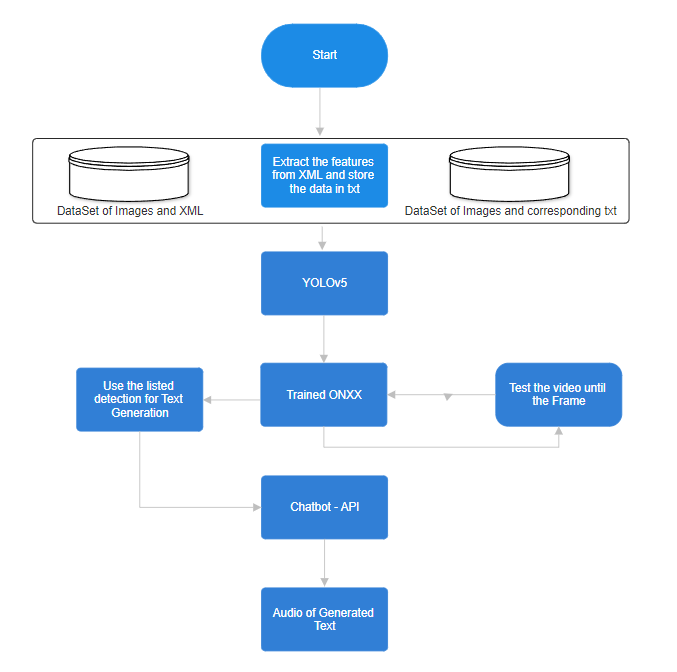 Start
Extract the features
from XML and store
the data in txt
DataSet of Images and XML
DataSet of Images and corresponding txt
YOLOv5
Use the listed
detection for Text
Generation
Trained ONXX
Test the video until
the Frame
Chatbot - API
Audio of Generated
Text